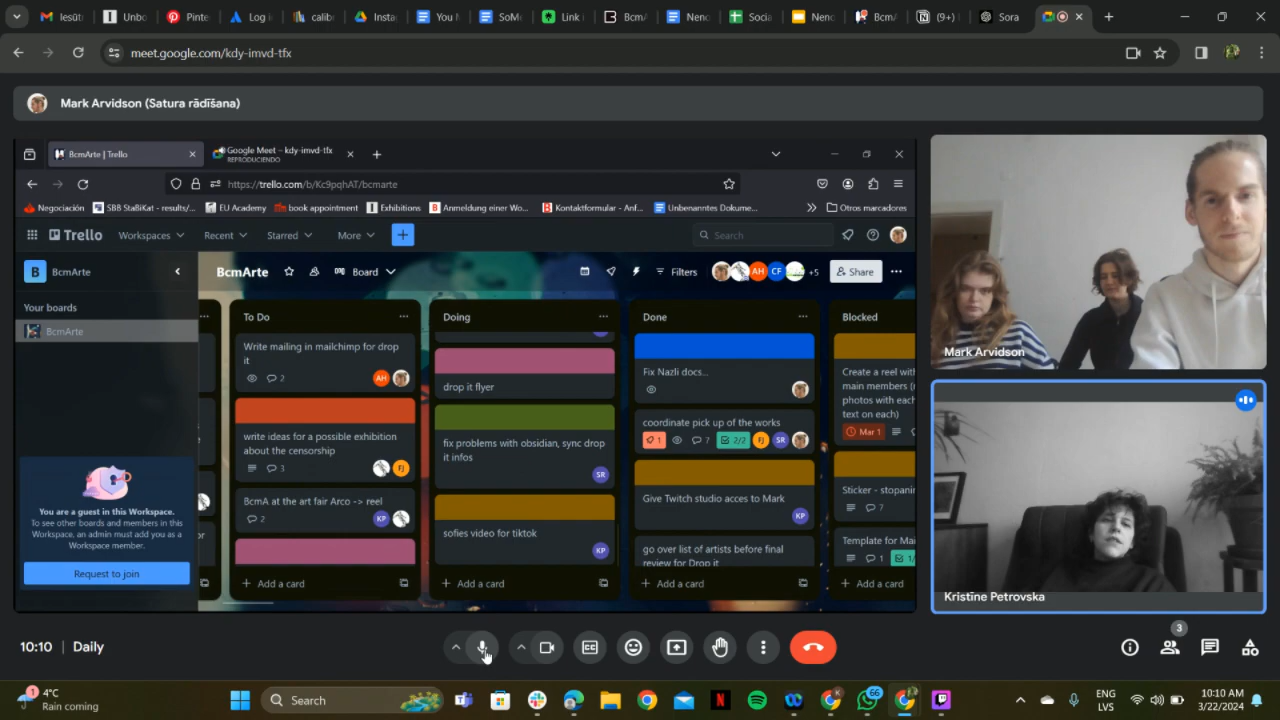 Iesūt
Unbo
Pinte
Log i
calib
Insta
You M
SoMe
Link i
BcmA
Neno
Socia
Neno
BcmA
(9+)
Sora
meet.google.com/kdy-imvd-tfx
Mark Arvidson (Satura rādīšana)
BcmArte | Trello
Google Meet – kdy-imvd-tfx
REPRODUCIENDO
https://trello.com/b/Kc9pqhAT/bcmarte
Negociación
SBB StaBiKat - results/...
EU Academy
book appointment
Exhibitions
Anmeldung einer Wo...
Kontaktformular - Anf...
Unbenanntes Dokume...
Otros marcadores
Trello
Workspaces
Recent
Starred
More
Search
B BcmArte
BcmArte
Board
Filters
AH
CF
+5
Share
Your boards
BcmArte
You are a guest in this Workspace.
To see other boards and members in this
Workspace, an admin must add you as a
Workspace member.
Request to join
To Do
Write mailing in mailchimp for drop
it
2
AH
write ideas for a possible exhibition
about the censorship
3
FJ
BcmA at the art fair Arco -> reel
2
KP
Add a card
Doing
drop it flyer
fix problems with obsidian, sync drop
it infos
SR
sofies video for tiktok
KP
Add a card
Done
Fix Nazli docs...
coordinate pick up of the works
1
7
2/2
FJ
SR
Give Twitch studio acces to Mark
KP
go over list of artists before final
review for Drop it
Add a card
Blocked
Create a reel with
main members (
photos with each
text on each)
Mar 1
Sticker - stopanin
7
Template for Mai
1
1/
Add a card
Mark Arvidson
Kristīne Petrovska
10:10 | Daily
CC
3
1
4°C
Rain coming
Search
66
ENG
LVS
10:10 AM
3/22/2024